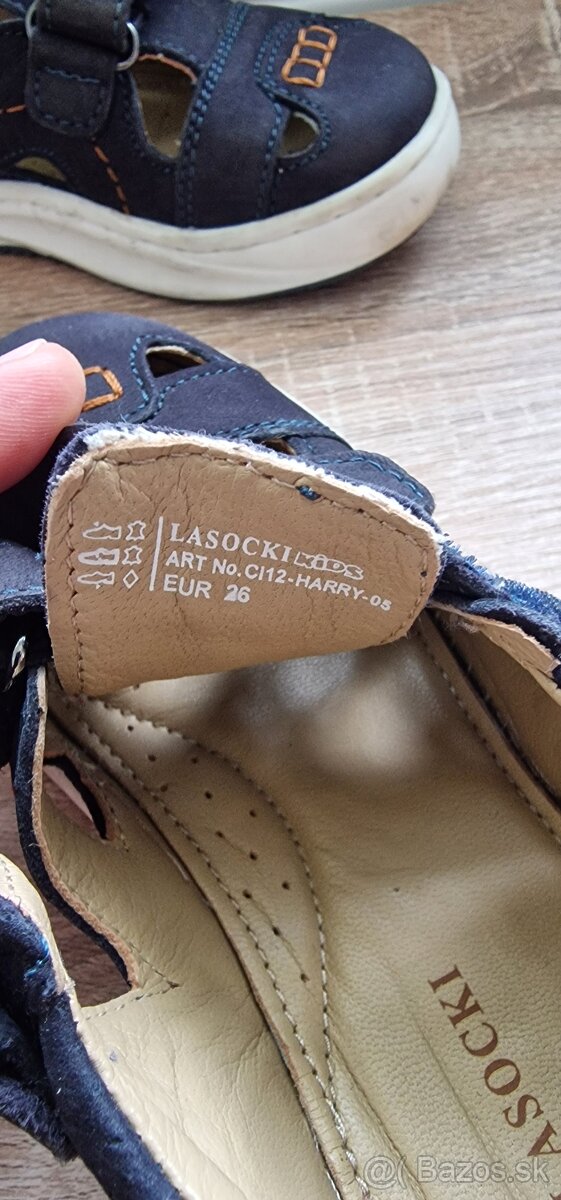 LASOCKI KIDS
ART No. CI12-HARRY-05
EUR 26
LASOCKI
@( Bazos.sk